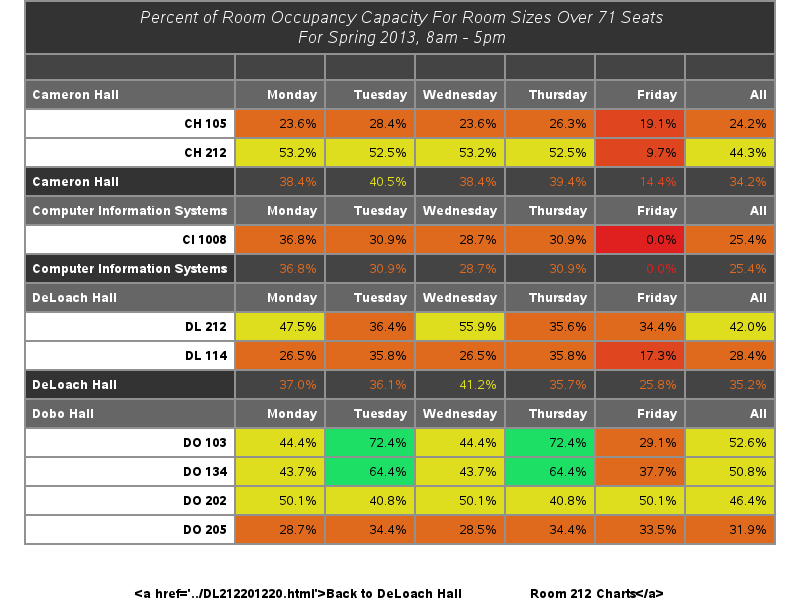 Percent of Room Occupancy Capacity For Room Sizes Over 71 Seats
For Spring 2013, 8am - 5pm
Cameron Hall Monday Tuesday Wednesday Thursday Friday All
CH 105 23.6% 28.4% 23.6% 26.3% 19.1% 24.2%
CH 212 53.2% 52.5% 53.2% 52.5% 9.7% 44.3%
Cameron Hall 38.4% 40.5% 38.4% 39.4% 14.4% 34.2%
Computer Information Systems Monday Tuesday Wednesday Thursday Friday All
CI 1008 36.8% 30.9% 28.7% 30.9% 0.0% 25.4%
Computer Information Systems 36.8% 30.9% 28.7% 30.9% 0.0% 25.4%
DeLoach Hall Monday Tuesday Wednesday Thursday Friday All
DL 212 47.5% 36.4% 55.9% 35.6% 34.4% 42.0%
DL 114 26.5% 35.8% 26.5% 35.8% 17.3% 28.4%
DeLoach Hall 37.0% 36.1% 41.2% 35.7% 25.8% 35.2%
Dobo Hall Monday Tuesday Wednesday Thursday Friday All
DO 103 44.4% 72.4% 44.4% 72.4% 29.1% 52.6%
DO 134 43.7% 64.4% 43.7% 64.4% 37.7% 50.8%
DO 202 50.1% 40.8% 50.1% 40.8% 50.1% 46.4%
DO 205 28.7% 34.4% 28.5% 34.4% 33.5% 31.9%
<a href='../DL212201220.html'>Back to DeLoach Hall Room 212 Charts</a>